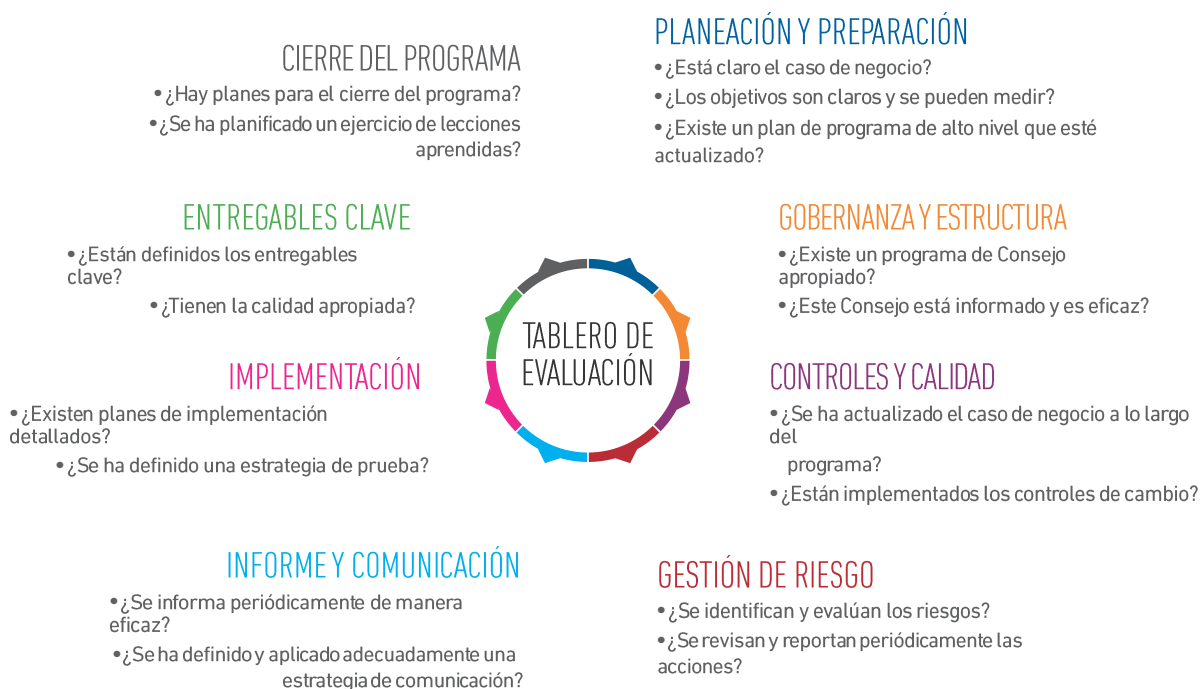 PLANEACIÓN Y PREPARACIÓN
• ¿Está claro el caso de negocio?
• ¿Los objetivos son claros y se pueden medir?
• ¿Existe un plan de programa de alto nivel que esté
actualizado?
GOBERNANZA Y ESTRUCTURA
• ¿Existe un programa de Consejo
apropiado?
• ¿Este Consejo está informado y es eficaz?
CONTROLES Y CALIDAD
• ¿Se ha actualizado el caso de negocio a lo largo
del
programa?
• ¿Están implementados los controles de cambio?
GESTIÓN DE RIESGO
• ¿Se identifican y evalúan los riesgos?
• ¿Se revisan y reportan periódicamente las
acciones?
INFORME Y COMUNICACIÓN
• ¿Se informa periódicamente de manera
eficaz?
• ¿Se ha definido y aplicado adecuadamente una
estrategia de comunicación?
IMPLEMENTACIÓN
• ¿Existen planes de implementación
detallados?
• ¿Se ha definido una estrategia de prueba?
ENTREGABLES CLAVE
• ¿Están definidos los entregables
clave?
• ¿Tienen la calidad apropiada?
CIERRE DEL PROGRAMA
• ¿Hay planes para el cierre del programa?
• ¿Se ha planificado un ejercicio de lecciones
aprendidas?
TABLERO DE
EVALUACIÓN